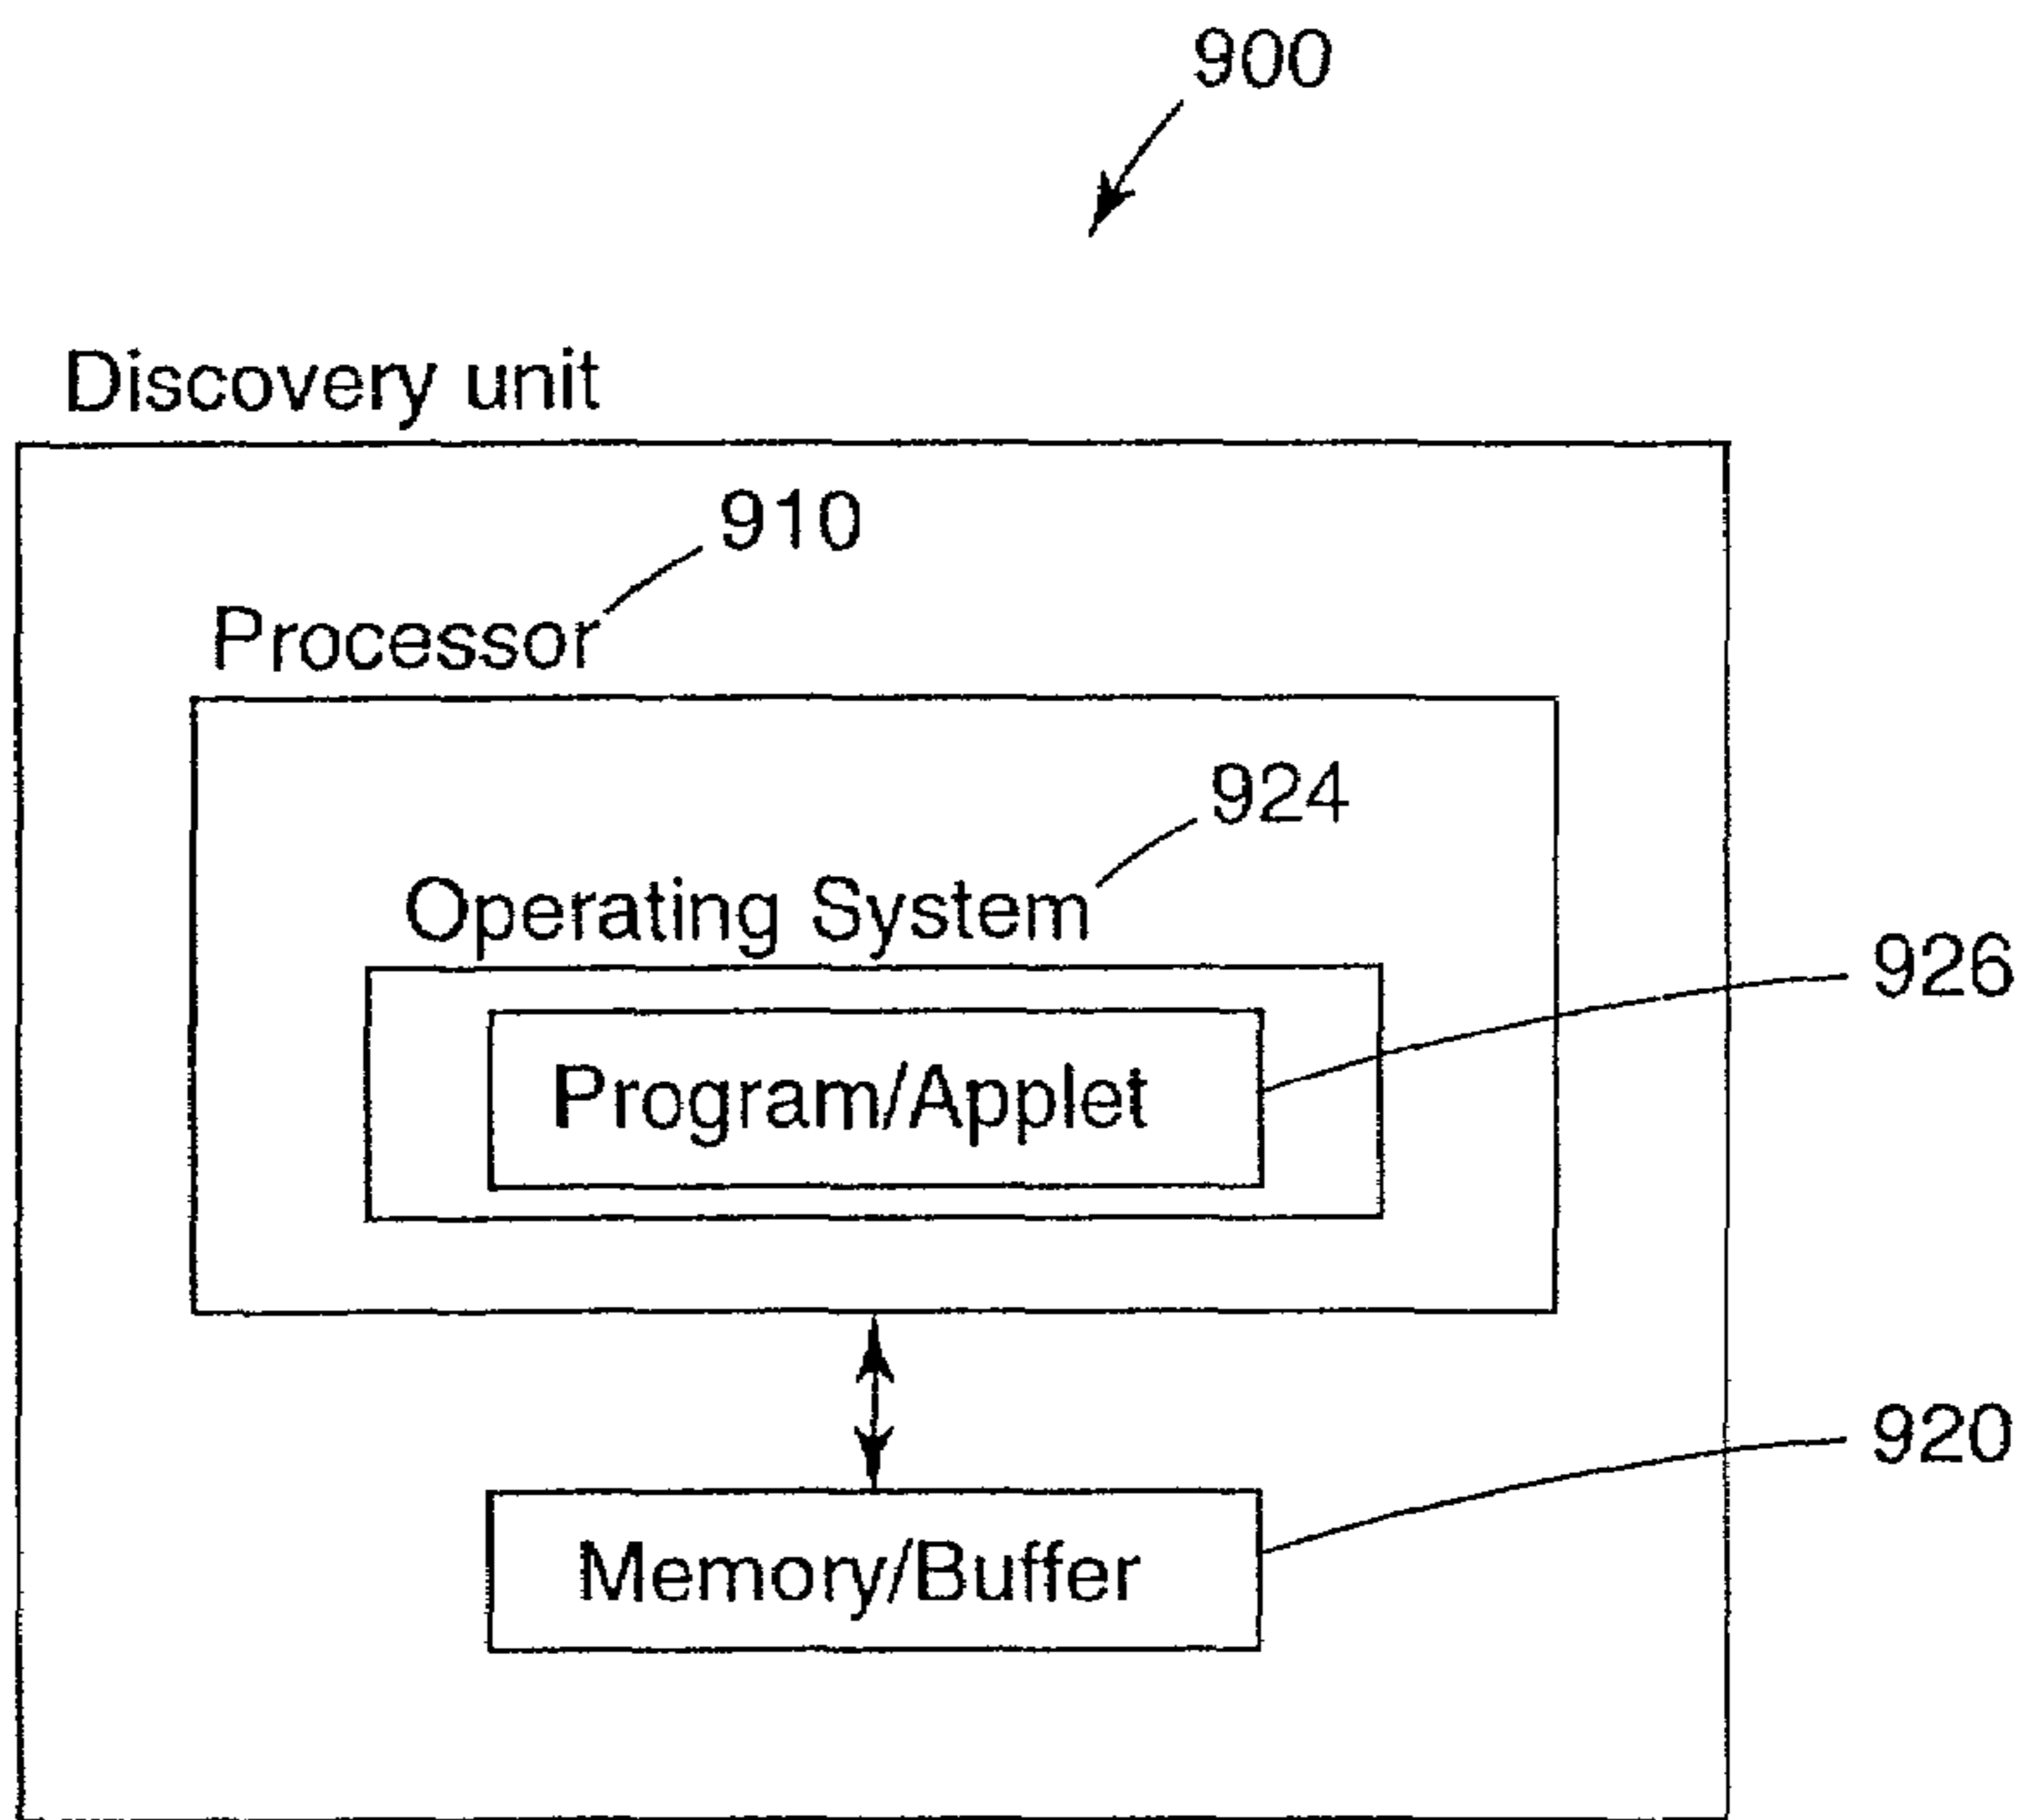 900
Discovery unit
910
Processor
924
Operating System
926
Program/Applet
920
Memory/Buffer